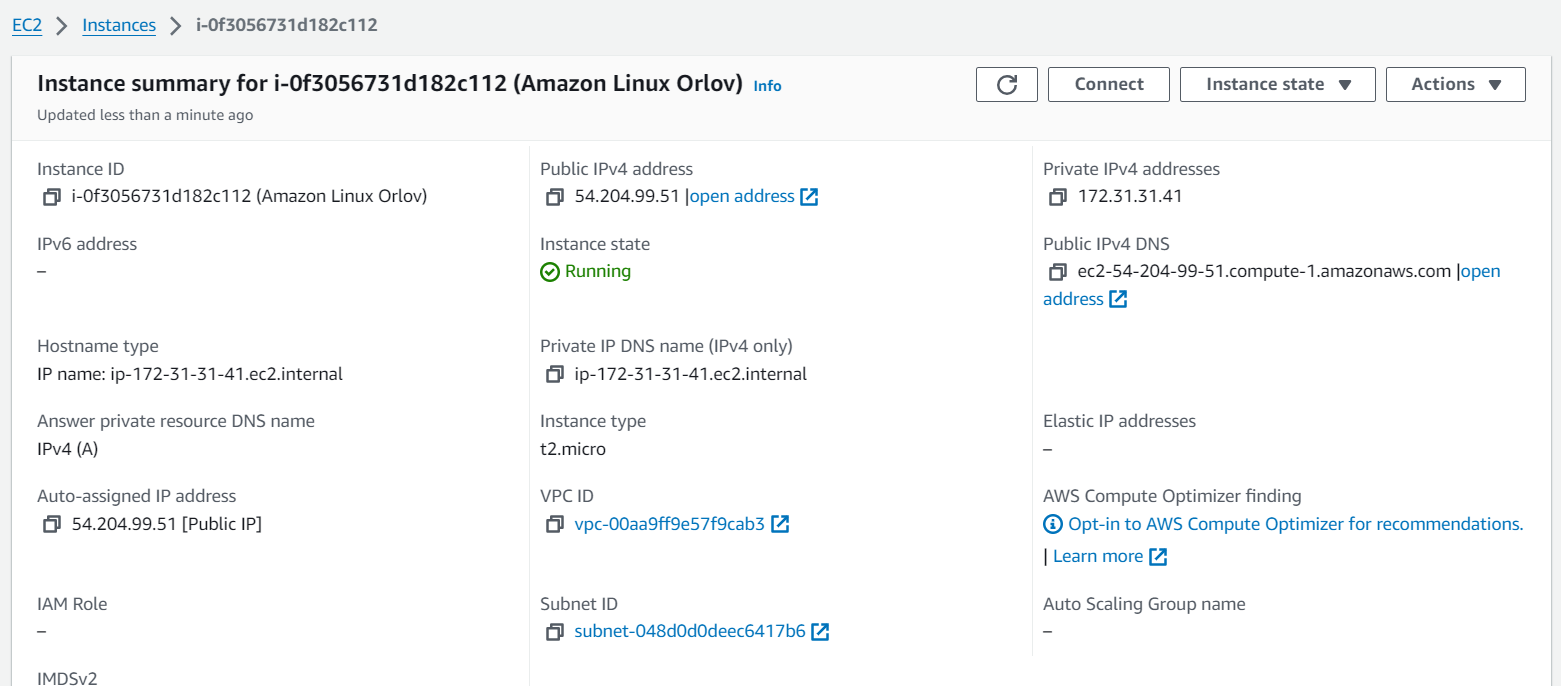 EC2 > Instances > i-0f3056731d182c112
Instance summary for i-0f3056731d182c112 (Amazon Linux Orlov) Info
Updated less than a minute ago
Connect
Instance state
Actions
Instance ID
i-0f3056731d182c112 (Amazon Linux Orlov)
Public IPv4 address
54.204.99.51 |open address
Private IPv4 addresses
172.31.31.41
IPv6 address
–
Instance state
Running
Public IPv4 DNS
ec2-54-204-99-51.compute-1.amazonaws.com |open
address
Hostname type
IP name: ip-172-31-31-41.ec2.internal
Private IP DNS name (IPv4 only)
ip-172-31-31-41.ec2.internal
Answer private resource DNS name
IPv4 (A)
Instance type
t2.micro
Elastic IP addresses
–
Auto-assigned IP address
54.204.99.51 [Public IP]
VPC ID
vpc-00aa9ff9e57f9cab3
AWS Compute Optimizer finding
Opt-in to AWS Compute Optimizer for recommendations.
| Learn more
IAM Role
–
Subnet ID
subnet-048d0d0deec6417b6
Auto Scaling Group name
–
IMDSv2